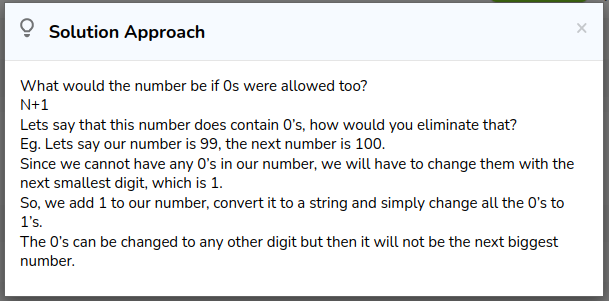 Solution Approach
What would the number be if 0s were allowed too?
N+1
Lets say that this number does contain 0's, how would you eliminate that?
Eg. Lets say our number is 99, the next number is 100.
Since we cannot have any 0's in our number, we will have to change them with the
next smallest digit, which is 1.
So, we add 1 to our number, convert it to a string and simply change all the 0's to
1's.
The 0's can be changed to any other digit but then it will not be the next biggest
number.